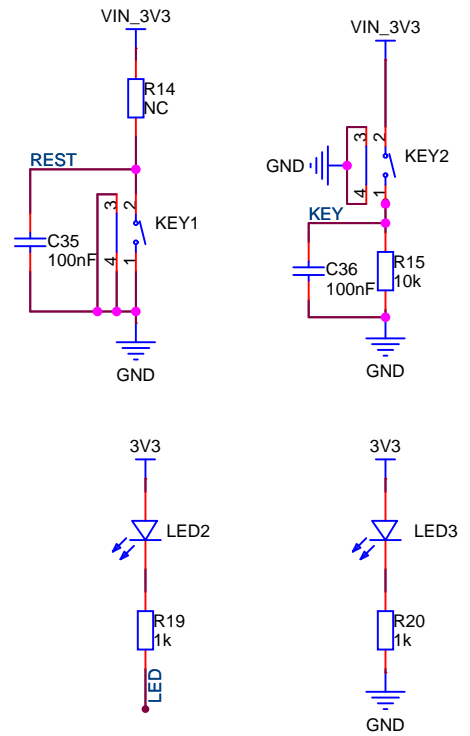 VIN_3V3
R14
NC
REST
3
2
KEY1
C35
100nF
4
1
GND
VIN_3V3
3
2
GND
KEY2
4
1
KEY
C36
100nF
R15
10k
GND
3V3
LED2
R19
1k
LED
3V3
LED3
R20
1k
GND